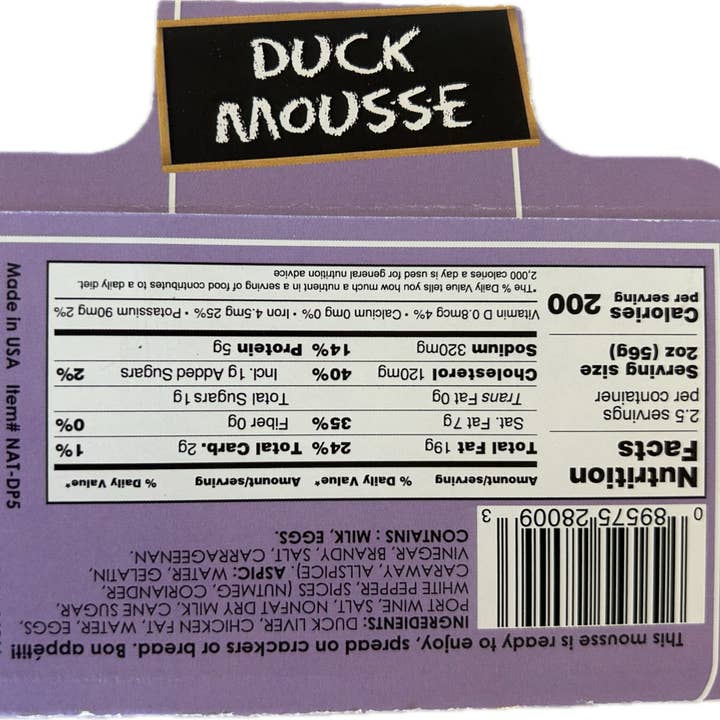 DUCK
MOUSSE
This mousse is ready to enjoy, spread on crackers or bread. Bon appétit!
INGREDIENTS: DUCK LIVER, CHICKEN FAT, WATER, EGGS,
PORT WINE, SALT, NONFAT DRY MILK, CANE SUGAR,
WHITE PEPPER, SPICES (NUTMEG, CORIANDER,
CARAWAY, ALLSPICE). ASPIC: WATER, GELATIN,
VINEGAR, BRANDY, SALT, CARRAGEENAN.
CONTAINS : MILK, EGGS.
0 89575 28009 3
Nutrition
Facts
2.5 servings
per container
Serving size
2oz (56g)
Calories 200
per serving
Amount/serving % Daily Value* Amount/serving % Daily Value*
Total Fat 19g 24% Total Carb. 2g 1%
Sat. Fat 7g 35% Fiber 0g 0%
Trans Fat 0g Total Sugars 1g
Cholesterol 120mg 40% Incl. 1g Added Sugars 2%
Sodium 320mg 14% Protein 5g
Vitamin D 0.8mcg 4% • Calcium 0mg 0% • Iron 4.5mg 25% • Potassium 90mg 2%
*The % Daily Value tells you how much a nutrient in a serving of food contributes to a daily diet.
2,000 calories a day is used for general nutrition advice
Made in USA Item# NAT-DP5